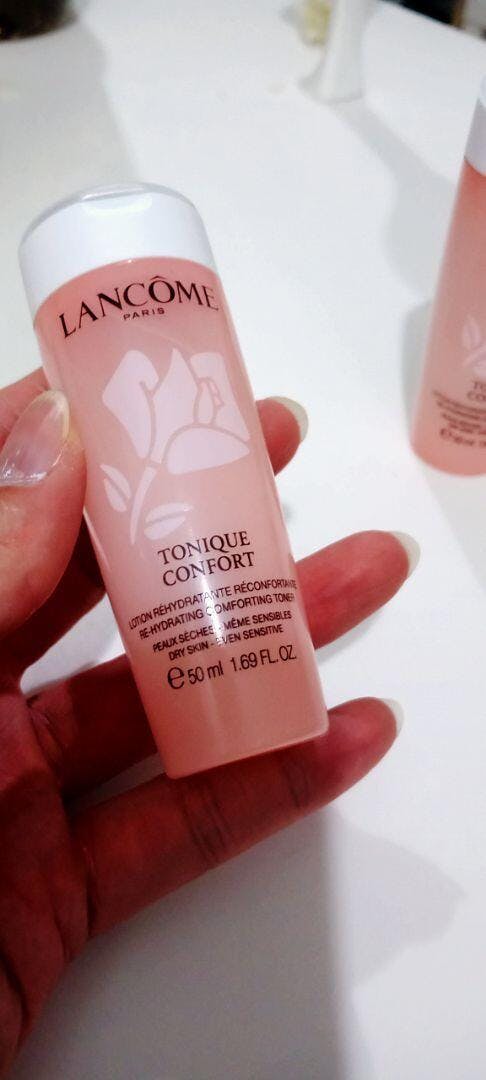 LANCÔME
PARIS
TONIQUE
CONFORT
LOTION RÉHYDRATANTE RÉCONFORTANTE
RE-HYDRATING COMFORTING TONER
PEAUX SÈCHES - MÊME SENSIBLES
DRY SKIN - EVEN SENSITIVE
℮ 50 ml 1.69 FL.OZ.